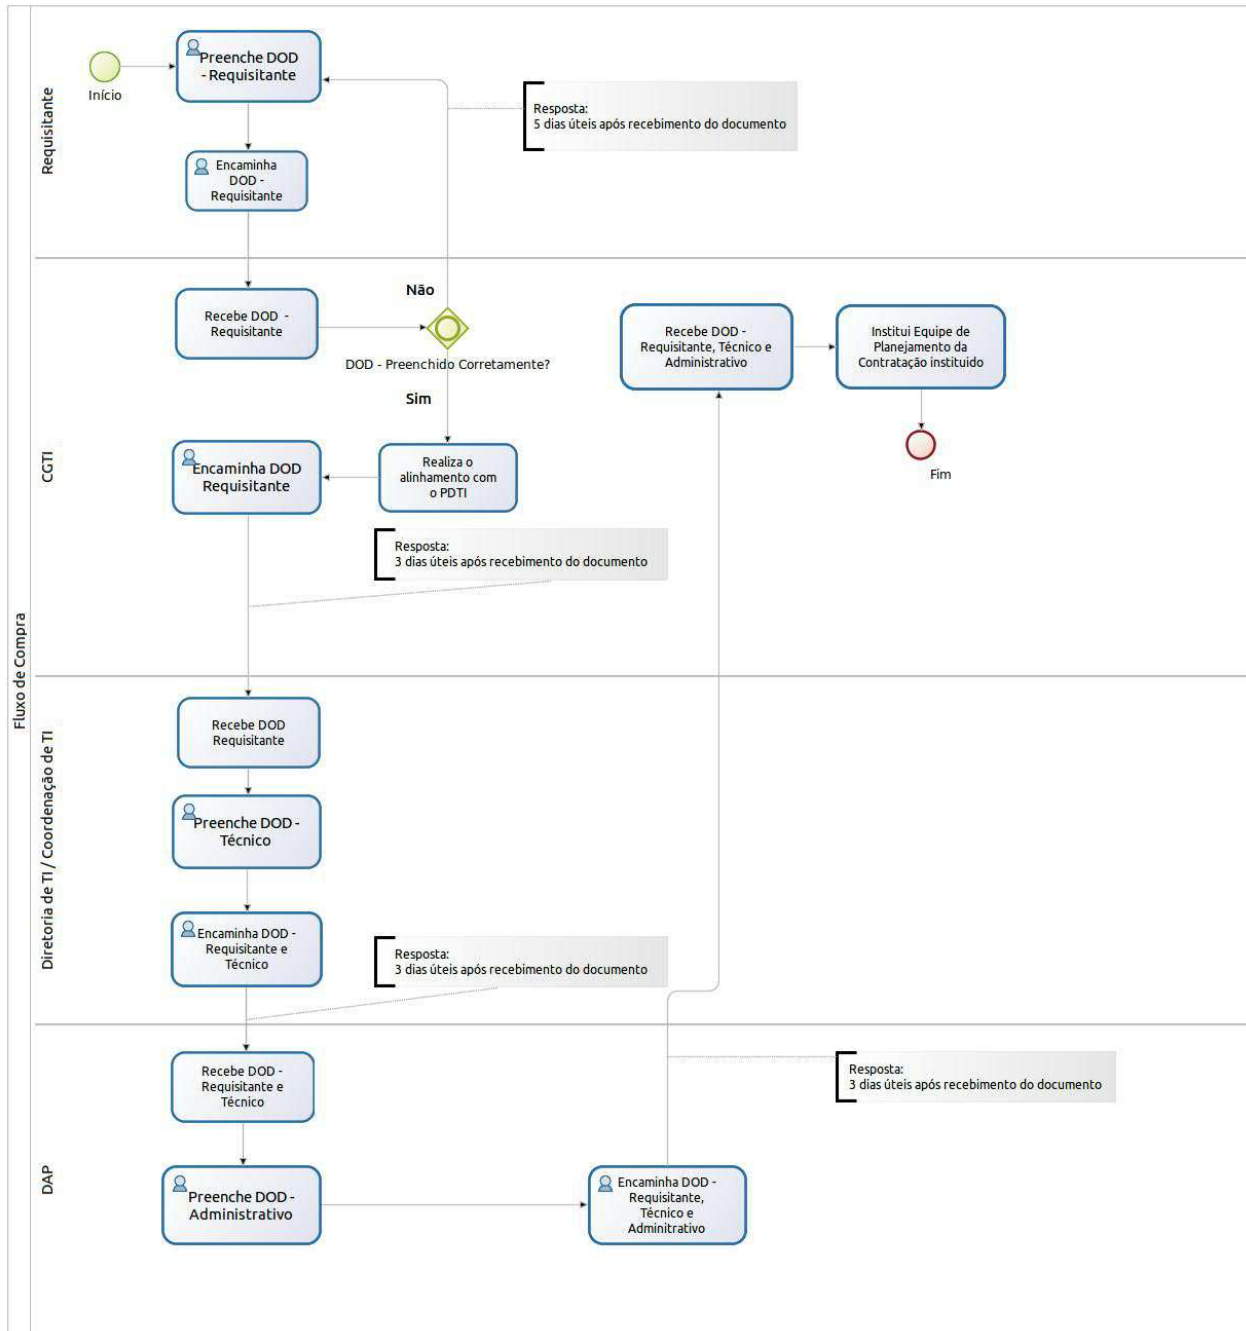 Fluxo de Compra
Requisitante
Início
Preenche DOD
- Requisitante
Resposta:
5 dias úteis após recebimento do documento
Encaminha
DOD -
Requisitante
CGTI
Recebe DOD -
Requisitante
Não
DOD - Preenchido Corretamente?
Sim
Recebe DOD -
Requisitante, Técnico e
Administrativo
Institui Equipe de
Planejamento da
Contratação instituido
Fim
Realiza o
alinhamento com
o PDTI
Encaminha DOD
Requisitante
Resposta:
3 dias úteis após recebimento do documento
Diretoria de TI / Coordenação de TI
Recebe DOD
Requisitante
Preenche DOD -
Técnico
Encaminha DOD -
Requisitante e
Técnico
Resposta:
3 dias úteis após recebimento do documento
DAP
Recebe DOD -
Requisitante e
Técnico
Resposta:
3 dias úteis após recebimento do documento
Preenche DOD -
Administrativo
Encaminha DOD -
Requisitante,
Técnico e
Adminitrativo